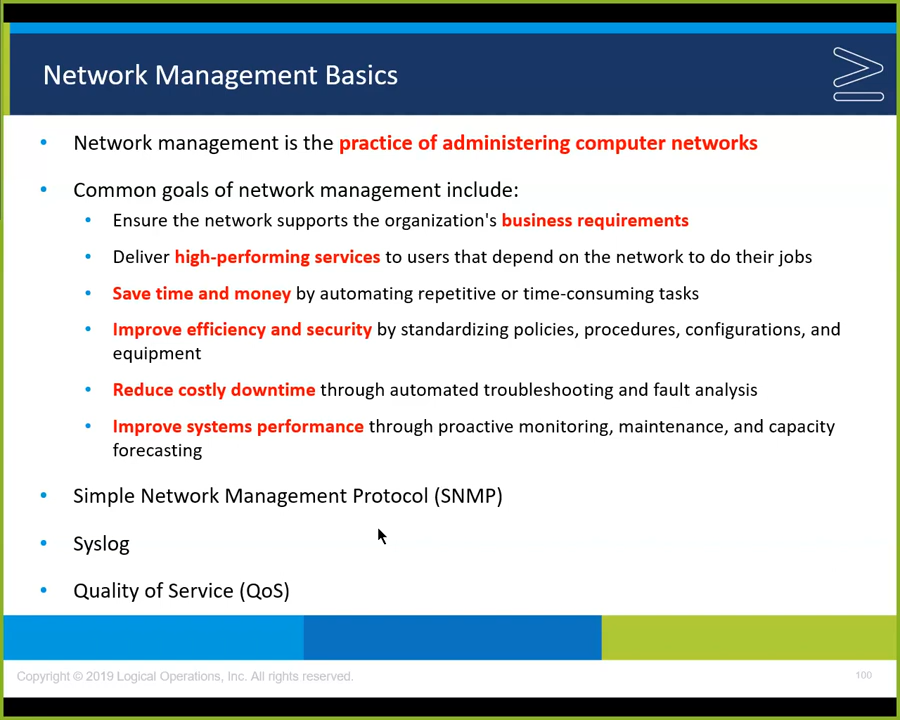 Network Management Basics
Network management is the practice of administering computer networks
Common goals of network management include:
Ensure the network supports the organization's business requirements
Deliver high-performing services to users that depend on the network to do their jobs
Save time and money by automating repetitive or time-consuming tasks
Improve efficiency and security by standardizing policies, procedures, configurations, and
equipment
Reduce costly downtime through automated troubleshooting and fault analysis
Improve systems performance through proactive monitoring, maintenance, and capacity
forecasting
Simple Network Management Protocol (SNMP)
Syslog
Quality of Service (QoS)
Copyright © 2019 Logical Operations, Inc. All rights reserved.
100